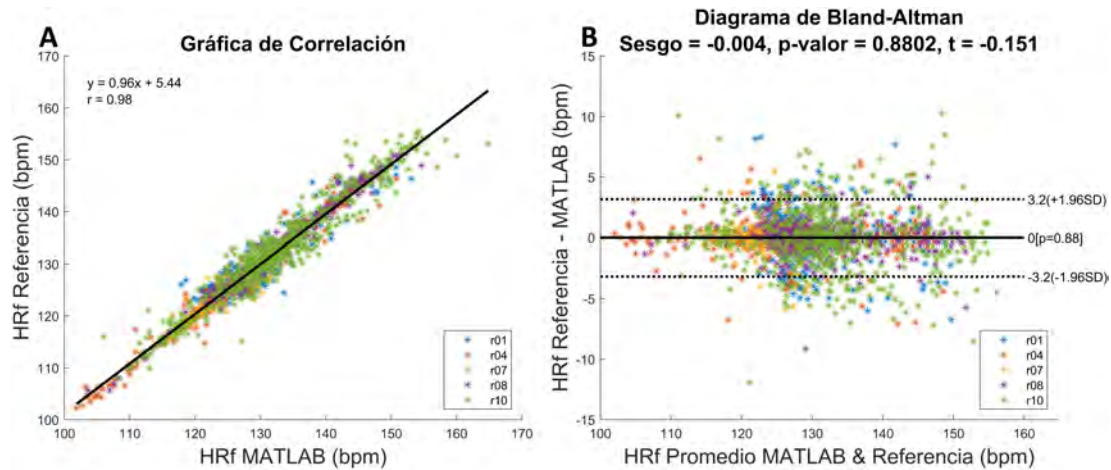 A
Gráfica de Correlación
y = 0.96x + 5.44
r = 0.98
HRf Referencia (bpm)
170
160
150
140
130
120
110
100
100 110 120 130 140 150 160 170
HRf MATLAB (bpm)
r01
r04
r07
r08
r10
B
Diagrama de Bland-Altman
Sesgo = -0.004, p-valor = 0.8802, t = -0.151
HRf Referencia - MATLAB (bpm)
15
10
5
0
-5
-10
-15
3.2(+1.96SD)
0[p=0.88]
-3.2(-1.96SD)
r01
r04
r07
r08
r10
100 110 120 130 140 150 160
HRf Promedio MATLAB & Referencia (bpm)